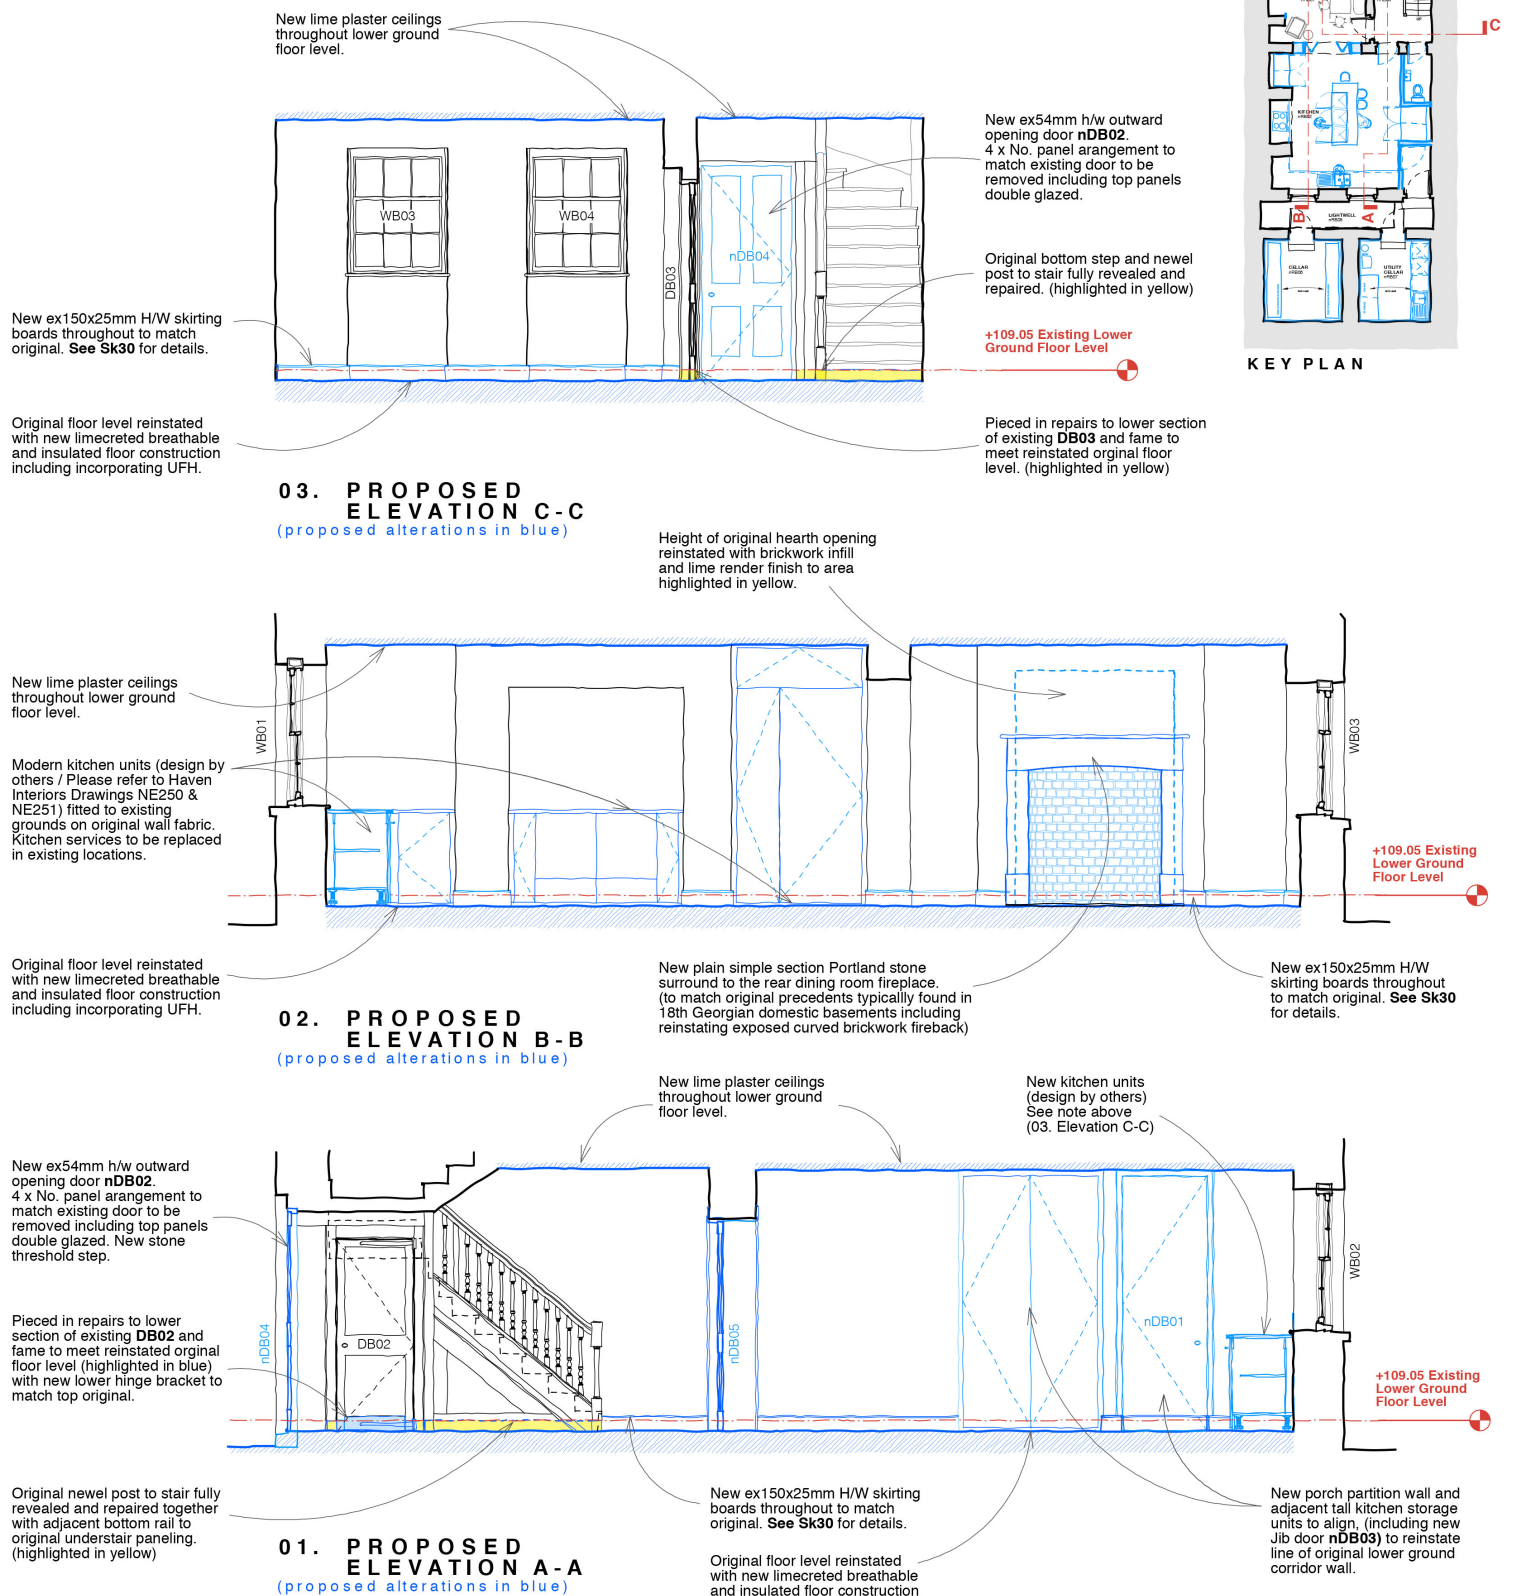 New lime plaster ceilings
throughout lower ground
floor level.
C
New ex54mm h/w outward
opening door nDB02.
4 x No. panel arangement to
match existing door to be
removed including top panels
double glazed.
KITCHEN
nRB02
WB03
WB04
LIGHTWELL
nRB05
B
A
nDB04
DB03
Original bottom step and newel
post to stair fully revealed and
repaired. (highlighted in yellow)
CELLAR
nRB06
UTILITY
CELLAR
nRB07
New ex150x25mm H/W skirting
boards throughout to match
original. See Sk30 for details.
+109.05 Existing Lower
Ground Floor Level
KEY PLAN
Original floor level reinstated
with new limecreted breathable
and insulated floor construction
including incorporating UFH.
Pieced in repairs to lower section
of existing DB03 and fame to
meet reinstated orginal floor
level. (highlighted in yellow)
03. PROPOSED
ELEVATION C-C
(proposed alterations in blue)
Height of original hearth opening
reinstated with brickwork infill
and lime render finish to area
highlighted in yellow.
New lime plaster ceilings
throughout lower ground
floor level.
WB01
WB03
Modern kitchen units (design by
others / Please refer to Haven
Interiors Drawings NE250 &
NE251) fitted to existing
grounds on original wall fabric.
Kitchen services to be replaced
in existing locations.
+109.05 Existing
Lower Ground
Floor Level
Original floor level reinstated
with new limecreted breathable
and insulated floor construction
including incorporating UFH.
New plain simple section Portland stone
surround to the rear dining room fireplace.
(to match original precedents typicallly found in
18th Georgian domestic basements including
reinstating exposed curved brickwork fireback)
New ex150x25mm H/W
skirting boards throughout
to match original. See Sk30
for details.
02. PROPOSED
ELEVATION B-B
(proposed alterations in blue)
New lime plaster ceilings
throughout lower ground
floor level.
New kitchen units
(design by others)
See note above
(03. Elevation C-C)
New ex54mm h/w outward
opening door nDB02.
4 x No. panel arangement to
match existing door to be
removed including top panels
double glazed. New stone
threshold step.
WB02
Pieced in repairs to lower
section of existing DB02 and
fame to meet reinstated orginal
floor level (highlighted in blue)
with new lower hinge bracket to
match top original.
nDB04
DB02
nDB05
nDB01
+109.05 Existing
Lower Ground
Floor Level
Original newel post to stair fully
revealed and repaired together
with adjacent bottom rail to
original understair paneling.
(highlighted in yellow)
New ex150x25mm H/W skirting
boards throughout to match
original. See Sk30 for details.
New porch partition wall and
adjacent tall kitchen storage
units to align, (including new
Jib door nDB03) to reinstate
line of original lower ground
corridor wall.
01. PROPOSED
ELEVATION A-A
(proposed alterations in blue)
Original floor level reinstated
with new limecreted breathable
and insulated floor construction